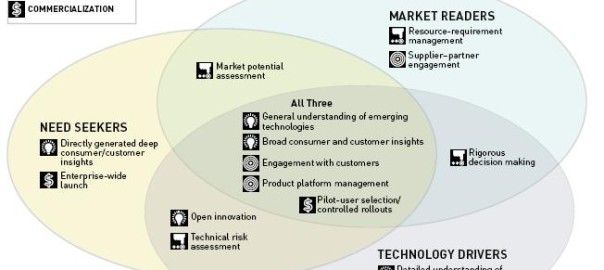 COMMERCIALIZATION
MARKET READERS
Resource-requirement
management
Supplier-partner
engagement
Market potential
assessment
All Three
General understanding of emerging
technologies
Broad consumer and customer insights
Engagement with customers
Product platform management
Pilot-user selection/
controlled rollouts
NEED SEEKERS
Directly generated deep
consumer/customer
insights
Enterprise-wide
launch
Rigorous
decision making
Open innovation
Technical risk
assessment
TECHNOLOGY DRIVERS
Detailed understanding of